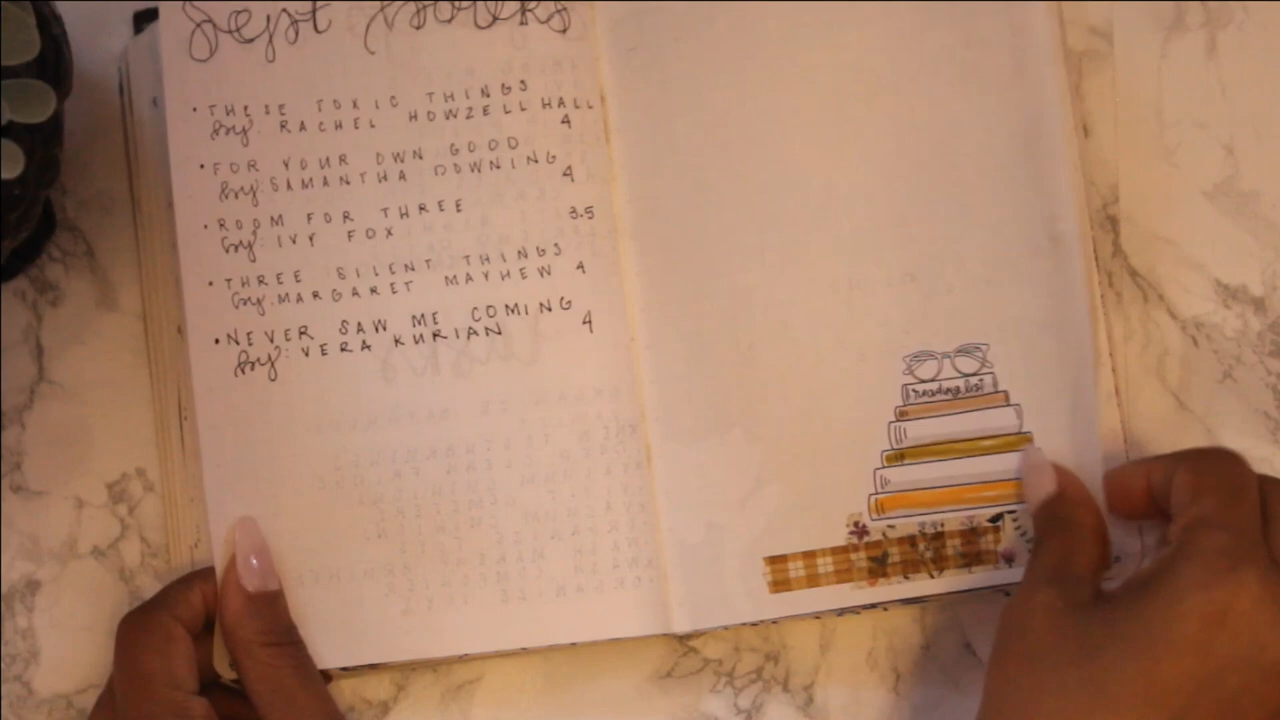 Sept Books
• THESE TOXIC THINGS
by: RACHEL HOWZELL HALL
4
• FOR YOUR OWN GOOD
by: SAMANTHA DOWNING
4
• ROOM FOR THREE
by: IVY FOX
3.5
• THREE SILENT THINGS
by: MARGARET MAYHEW 4
• NEVER SAW ME COMING
by: VERA KURIAN
4
reading list